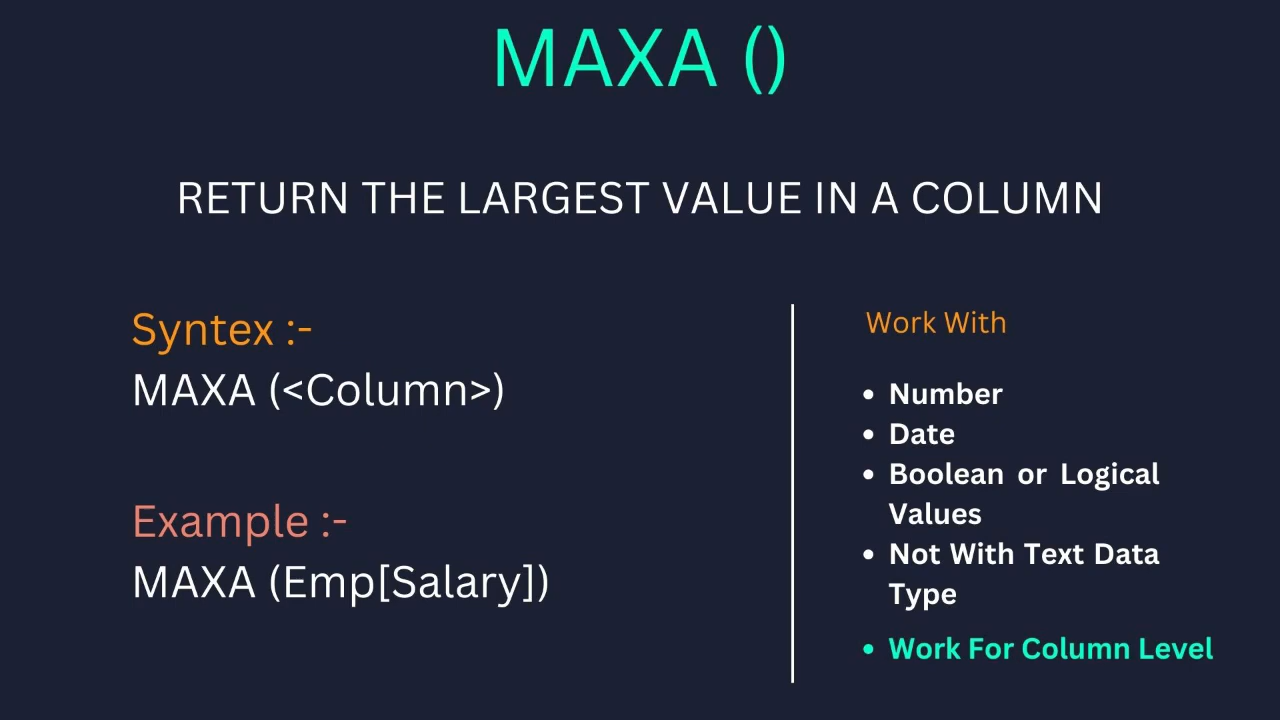 MAXA ()
RETURN THE LARGEST VALUE IN A COLUMN
Syntex :-
MAXA (<Column>)
Example :-
MAXA (Emp[Salary])
Work With
• Number
• Date
• Boolean or Logical
Values
• Not With Text Data
Type
• Work For Column Level